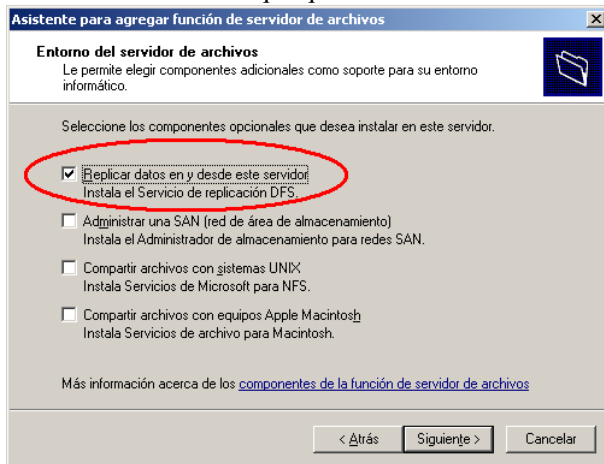 Asistente para agregar función de servidor de archivos
Entorno del servidor de archivos
Le permite elegir componentes adicionales como soporte para su entorno
informático.
Seleccione los componentes opcionales que desea instalar en este servidor.
Replicar datos en y desde este servidor
Instala el Servicio de replicación DFS.
Administrar una SAN (red de área de almacenamiento)
Instala el Administrador de almacenamiento para redes SAN.
Compartir archivos con sistemas UNIX
Instala Servicios de Microsoft para NFS.
Compartir archivos con equipos Apple Macintosh
Instala Servicios de archivo para Macintosh.
Más información acerca de los componentes de la función de servidor de archivos
< Atrás Siguiente > Cancelar